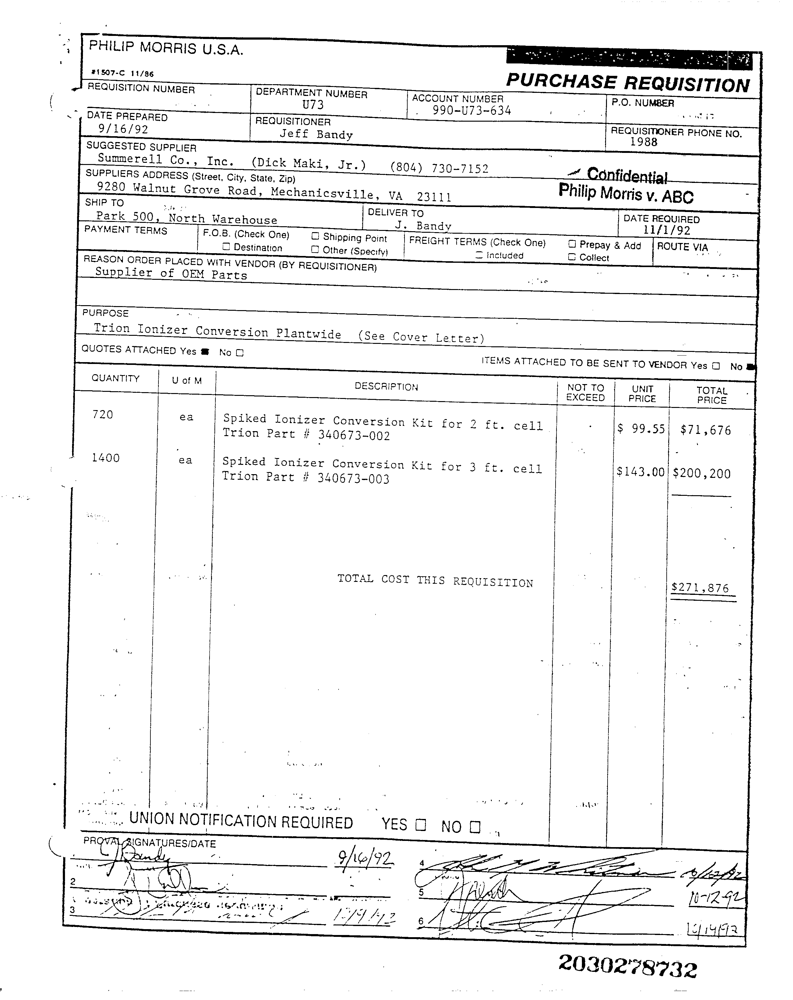 PHILIP MORRIS U.S.A.
#1507-C 11/86
PURCHASE REQUISITION
REQUISITION NUMBER
DEPARTMENT NUMBER
U73
ACCOUNT NUMBER
990-U73-634
P.O. NUMBER
DATE PREPARED
9/16/92
REQUISITIONER
Jeff Bandy
REQUISITIONER PHONE NO.
1988
SUGGESTED SUPPLIER
Summerell Co., Inc. (Dick Maki, Jr.) (804) 730-7152
SUPPLIERS ADDRESS (Street, City, State, Zip)
9280 Walnut Grove Road, Mechanicsville, VA 23111
Confidential
Philip Morris v. ABC
SHIP TO
Park 500, North Warehouse
DELIVER TO
J. Bandy
DATE REQUIRED
11/1/92
PAYMENT TERMS
F.O.B. (Check One) ☐ Shipping Point
☐ Destination ☐ Other (Specify)
FREIGHT TERMS (Check One) ☐ Prepay & Add
☐ Included ☐ Collect
ROUTE VIA
REASON ORDER PLACED WITH VENDOR (BY REQUISITIONER)
Supplier of OEM Parts
PURPOSE
Trion Ionizer Conversion Plantwide (See Cover Letter)
QUOTES ATTACHED Yes ■ No ☐
ITEMS ATTACHED TO BE SENT TO VENDOR Yes ☐ No ■
QUANTITY U of M DESCRIPTION NOT TO EXCEED UNIT PRICE TOTAL PRICE
720 ea Spiked Ionizer Conversion Kit for 2 ft. cell $ 99.55 $71,676
Trion Part # 340673-002
1400 ea Spiked Ionizer Conversion Kit for 3 ft. cell $143.00 $200,200
Trion Part # 340673-003
TOTAL COST THIS REQUISITION $271,876
UNION NOTIFICATION REQUIRED YES ☐ NO ☐
PROVAL SIGNATURES/DATE
J Bandy 9/16/92
2
3
4
5 10-12-92
6
2030278732